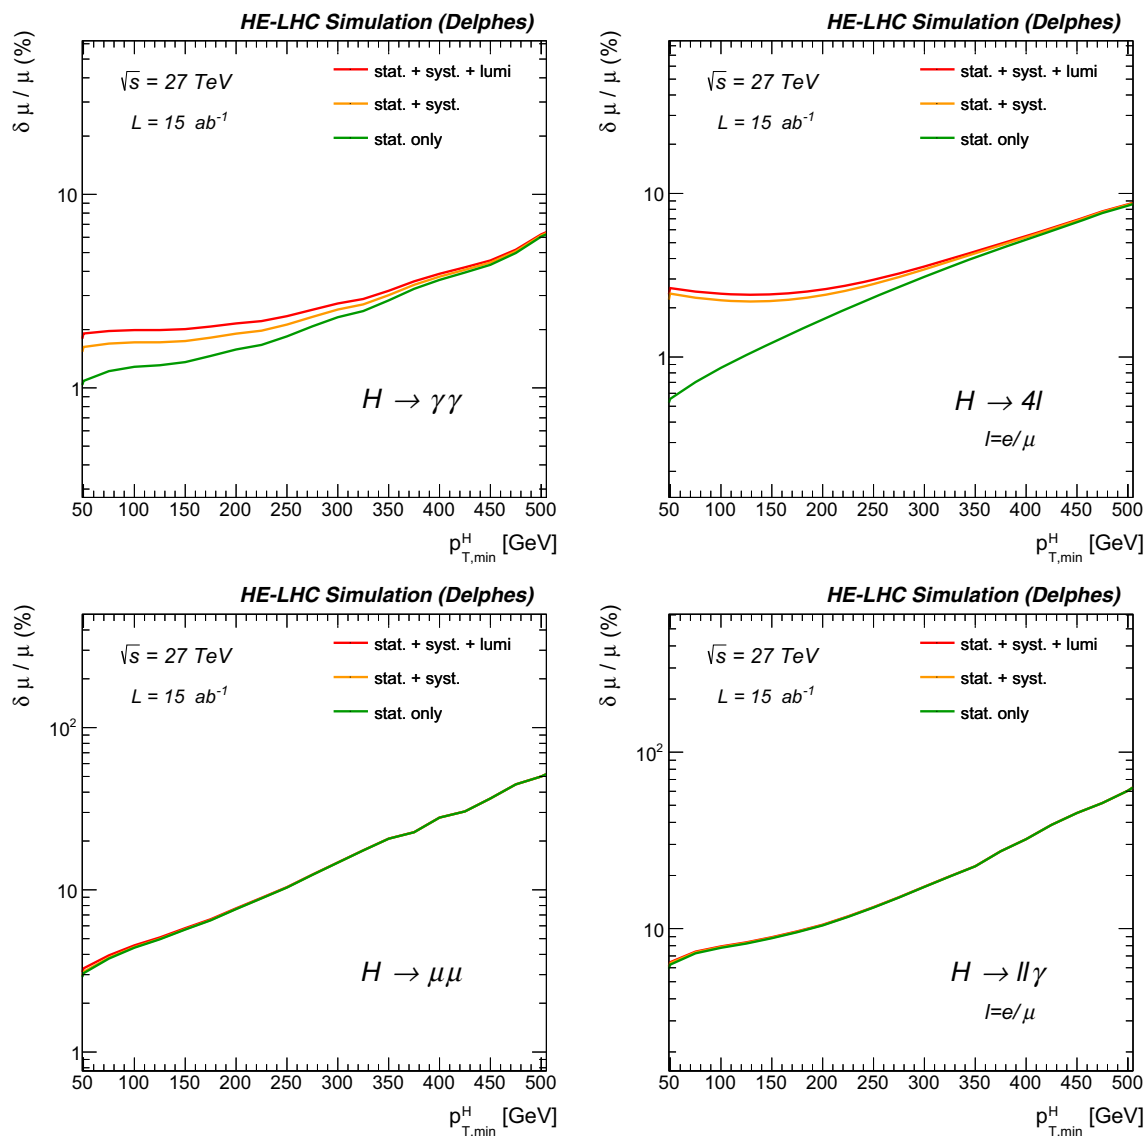 HE-LHC Simulation (Delphes)
δ μ / μ (%)
√s = 27 TeV
L = 15 ab⁻¹
stat. + syst. + lumi
stat. + syst.
stat. only
10
1
H → γγ
50 100 150 200 250 300 350 400 450 500
p^H_T,min [GeV]
HE-LHC Simulation (Delphes)
δ μ / μ (%)
√s = 27 TeV
L = 15 ab⁻¹
stat. + syst. + lumi
stat. + syst.
stat. only
10
1
H → 4l
l=e/μ
50 100 150 200 250 300 350 400 450 500
p^H_T,min [GeV]
HE-LHC Simulation (Delphes)
δ μ / μ (%)
√s = 27 TeV
L = 15 ab⁻¹
stat. + syst. + lumi
stat. + syst.
stat. only
10²
10
1
H → μμ
50 100 150 200 250 300 350 400 450 500
p^H_T,min [GeV]
HE-LHC Simulation (Delphes)
δ μ / μ (%)
√s = 27 TeV
L = 15 ab⁻¹
stat. + syst. + lumi
stat. + syst.
stat. only
10²
10
H → llγ
l=e/μ
50 100 150 200 250 300 350 400 450 500
p^H_T,min [GeV]